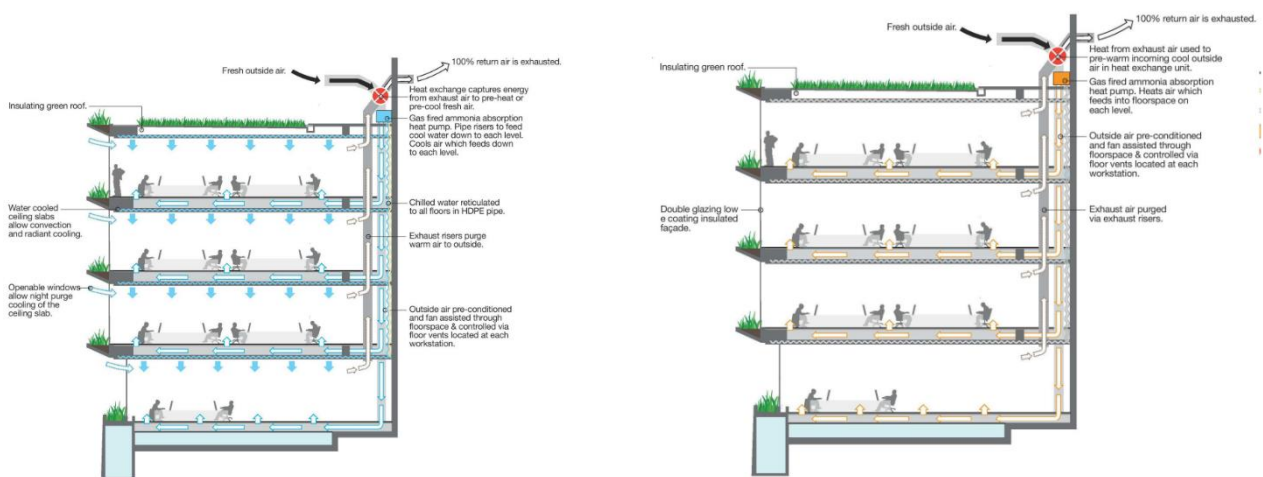 Fresh outside air.
100% return air is exhausted.
Heat exchange captures energy
from exhaust air to pre-heat or
pre-cool fresh air.
Insulating green roof.
Gas fired ammonia absorption
heat pump. Pipe risers to feed
cool water down to each level.
Cools air which feeds down
to each level.
Water cooled
ceiling slabs
allow convection
and radiant cooling.
Chilled water reticulated
to all floors in HDPE pipe.
Exhaust risers purge
warm air to outside.
Openable windows
allow night purge
cooling of the
ceiling slab.
Outside air pre-conditioned
and fan assisted through
floorspace & controlled via
floor vents located at each
workstation.
Fresh outside air.
100% return air is exhausted.
Heat from exhaust air used to
pre-warm incoming cool outside
air in heat exchange unit.
Insulating green roof.
Gas fired ammonia absorption
heat pump. Heats air which
feeds into floorspace on
each level.
Outside air pre-conditioned
and fan assisted through
floorspace & controlled via
floor vents located at each
workstation.
Double glazing low
e coating insulated
façade.
Exhaust air purged
via exhaust risers.